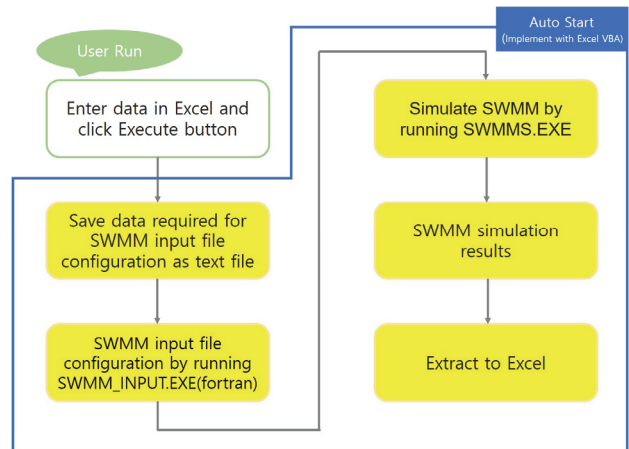 User Run
Enter data in Excel and
click Execute button
Save data required for
SWMM input file
configuration as text file
SWMM input file
configuration by running
SWMM_INPUT.EXE(fortran)
Auto Start
(Implement with Excel VBA)
Simulate SWMM by
running SWMMS.EXE
SWMM simulation
results
Extract to Excel